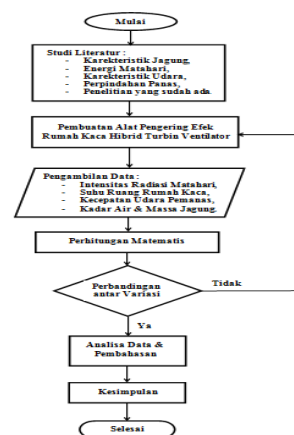 Mulai
Studi Literatur :
- Karekteristik Jagung,
- Energi Matahari,
- Karekteristik Udara,
- Perpindahan Panas,
- Penelitian yang sudah ada.
Pembuatan Alat Pengering Efek
Rumah Kaca Hibrid Turbin Ventilator
Pengambilan Data :
- Intensitas Radiasi Matahari,
- Suhu Ruang Rumah Kaca,
- Kecepatan Udara Pemanas,
- Kadar Air & Massa Jagung.
Perhitungan Matematis
Perbandingan
antar Variasi
Tidak
Ya
Analisa Data &
Pembahasan
Kesimpulan
Selesai